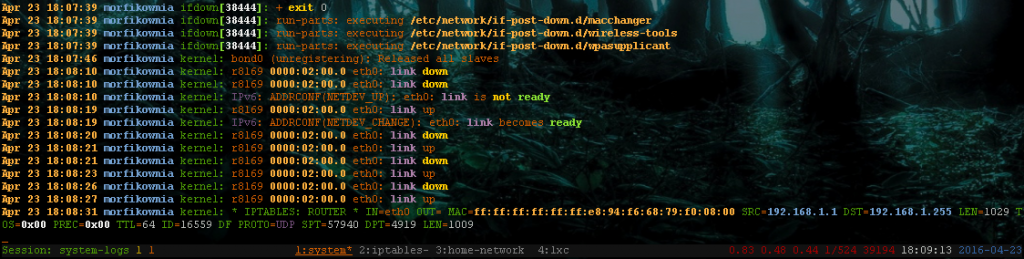 Apr 23 18:07:39 morfikownia ifdown[38444]: + exit 0
Apr 23 18:07:39 morfikownia ifdown[38444]: run-parts: executing /etc/network/if-post-down.d/macchanger
Apr 23 18:07:39 morfikownia ifdown[38444]: run-parts: executing /etc/network/if-post-down.d/wireless-tools
Apr 23 18:07:39 morfikownia ifdown[38444]: run-parts: executing /etc/network/if-post-down.d/wpasupplicant
Apr 23 18:07:46 morfikownia kernel: bond0 (unregistering): Released all slaves
Apr 23 18:08:10 morfikownia kernel: r8169 0000:02:00.0 eth0: link down
Apr 23 18:08:10 morfikownia kernel: r8169 0000:02:00.0 eth0: link down
Apr 23 18:08:10 morfikownia kernel: IPv6: ADDRCONF(NETDEV_UP): eth0: link is not ready
Apr 23 18:08:19 morfikownia kernel: r8169 0000:02:00.0 eth0: link up
Apr 23 18:08:19 morfikownia kernel: IPv6: ADDRCONF(NETDEV_CHANGE): eth0: link becomes ready
Apr 23 18:08:20 morfikownia kernel: r8169 0000:02:00.0 eth0: link down
Apr 23 18:08:21 morfikownia kernel: r8169 0000:02:00.0 eth0: link up
Apr 23 18:08:21 morfikownia kernel: r8169 0000:02:00.0 eth0: link down
Apr 23 18:08:23 morfikownia kernel: r8169 0000:02:00.0 eth0: link up
Apr 23 18:08:26 morfikownia kernel: r8169 0000:02:00.0 eth0: link down
Apr 23 18:08:27 morfikownia kernel: r8169 0000:02:00.0 eth0: link up
Apr 23 18:08:31 morfikownia kernel: * IPTABLES: ROUTER * IN=eth0 OUT= MAC=ff:ff:ff:ff:ff:ff:e8:94:f6:68:79:f0:08:00 SRC=192.168.1.1 DST=192.168.1.255 LEN=1029 T
OS=0x00 PREC=0x00 TTL=64 ID=16559 DF PROTO=UDP SPT=57940 DPT=4919 LEN=1009
Session: system-logs 1 1 1:system* 2:iptables- 3:home-network 4:lxc 0.83 0.48 0.44 1/524 39194 18:09:13 2016-04-23